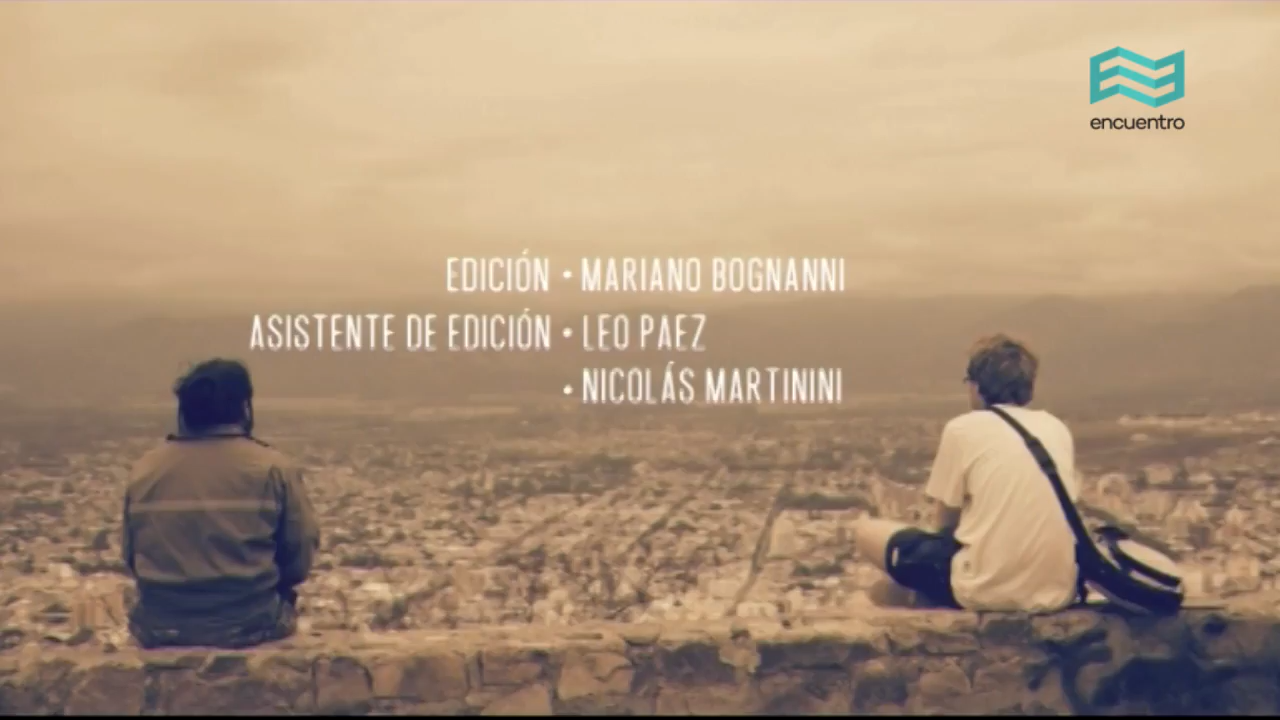 encuentro
EDICIÓN • MARIANO BOGNANNI
ASISTENTE DE EDICIÓN • LEO PAEZ
• NICOLÁS MARTININI